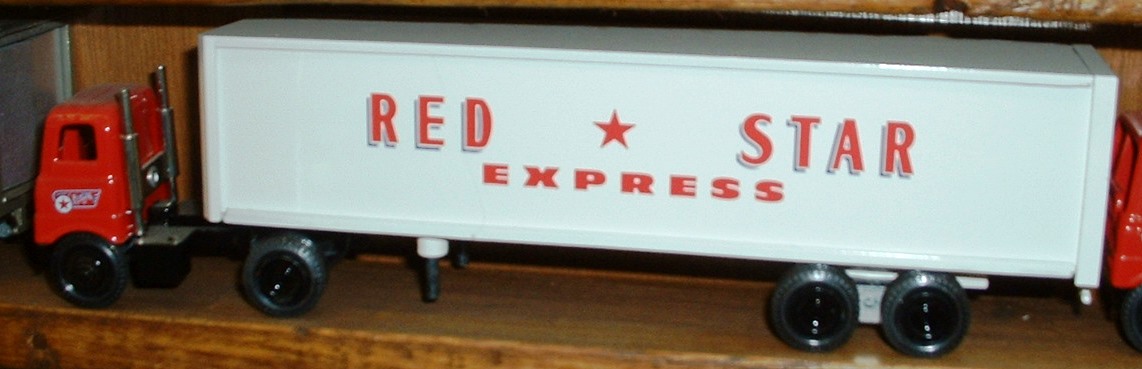 RED ★ STAR
EXPRESS